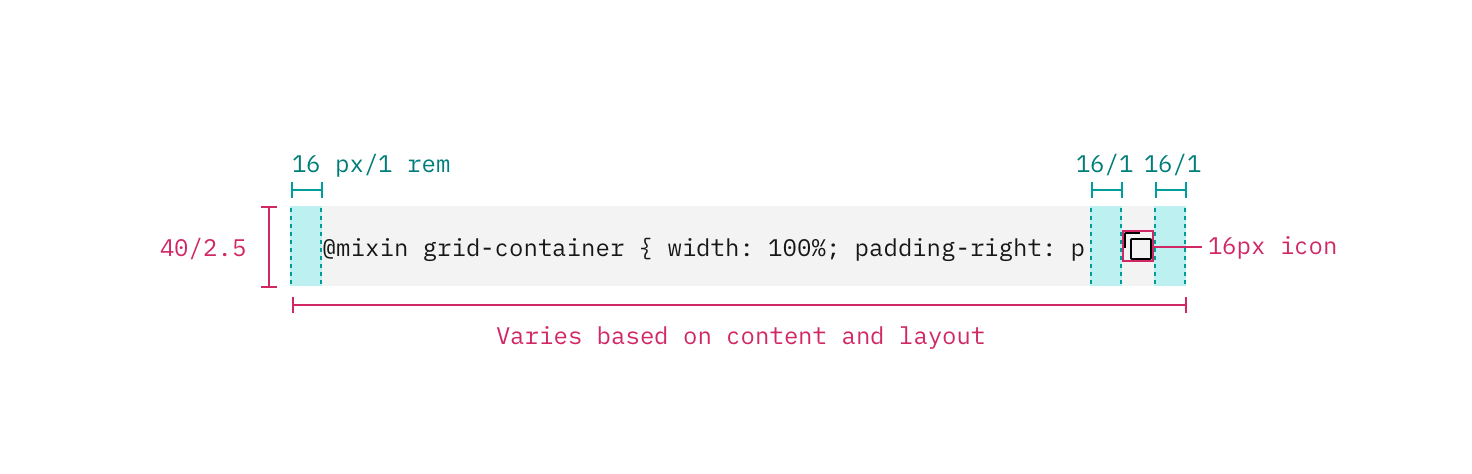 16 px/1 rem
16/1 16/1
40/2.5
@mixin grid-container { width: 100%; padding-right: p
16px icon
Varies based on content and layout